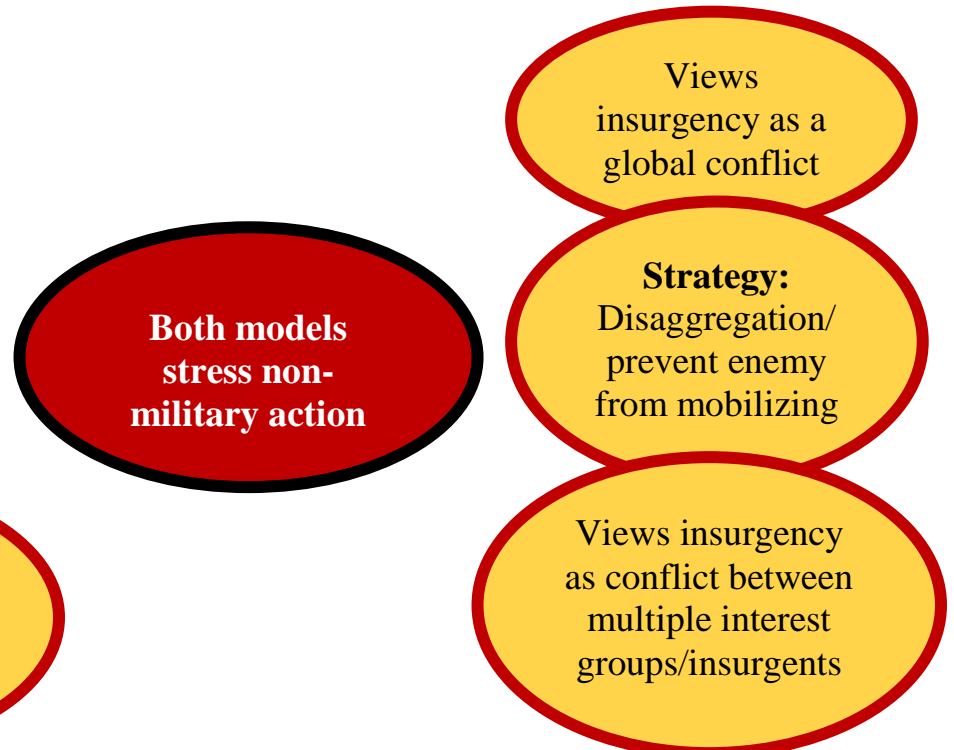 Views
insurgency as a
global conflict
Strategy:
Disaggregation/
prevent enemy
from mobilizing
Both models
stress non-
military action
Views insurgency
as conflict between
multiple interest
groups/insurgents